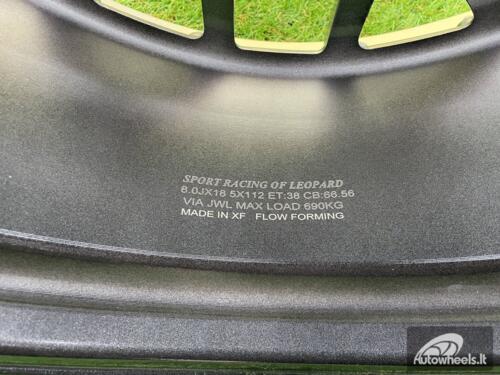 SPORT RACING OF LEOPARD
8.0JX18 5X112 ET:38 CB:66.56
VIA JWL MAX LOAD 690KG
MADE IN XF FLOW FORMING
Autowheels.lt